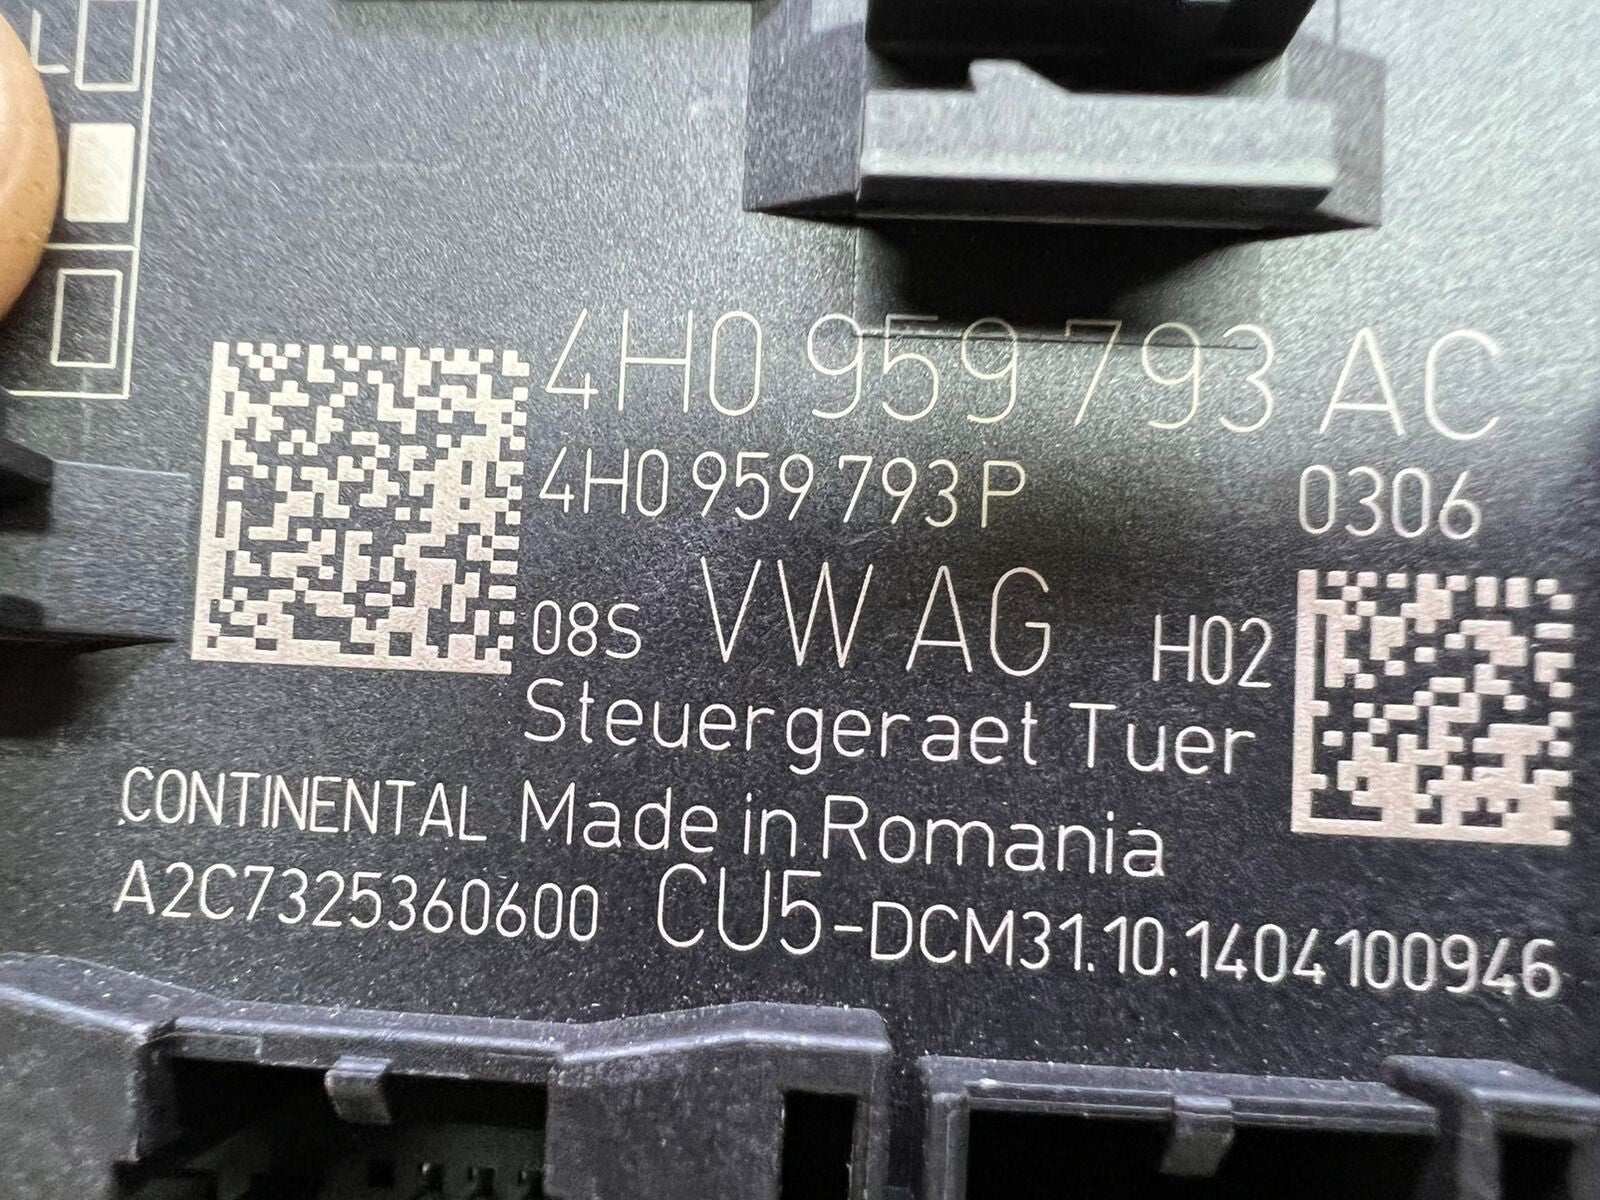 4H0 959 793 AC
4H0 959 793 P 0306
08S VW AG H02
Steuergeraet Tuer
CONTINENTAL Made in Romania
A2C7325360600 CU5-DCM31.10.1404100946